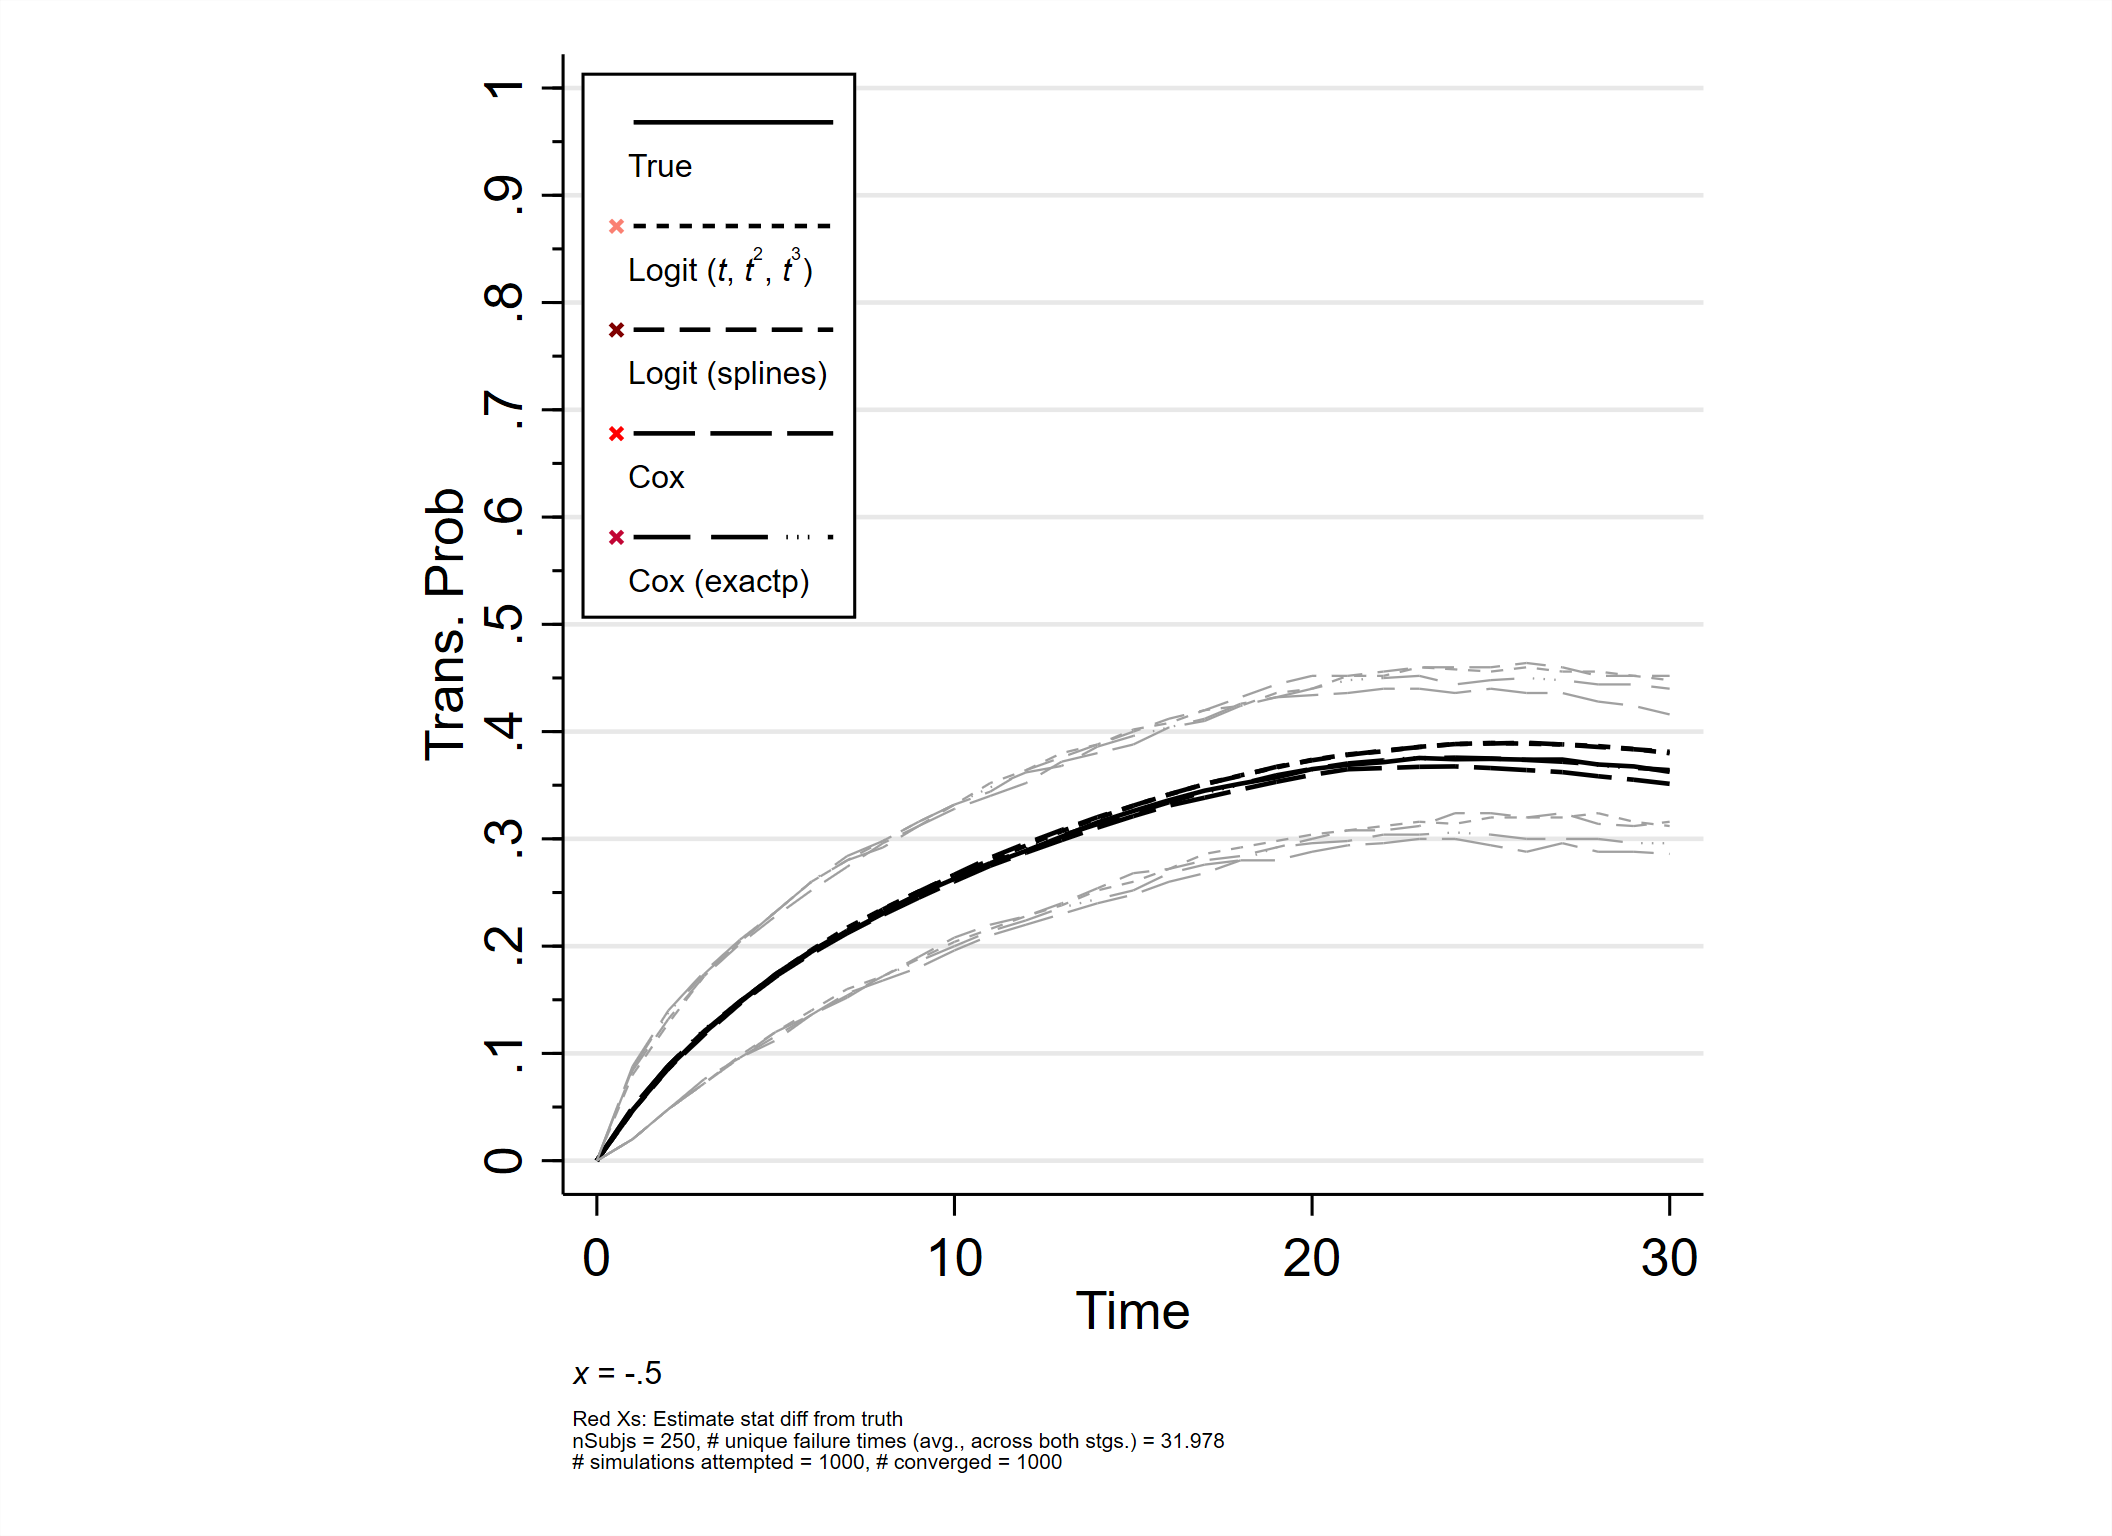 1
.9
.8
.7
.6
.5
.4
.3
.2
.1
0
Trans. Prob
True
Logit (t, t², t³)
Logit (splines)
Cox
Cox (exactp)
0 10 20 30
Time
x = -.5
Red Xs: Estimate stat diff from truth
nSubjs = 250, # unique failure times (avg., across both stgs.) = 31.978
# simulations attempted = 1000, # converged = 1000